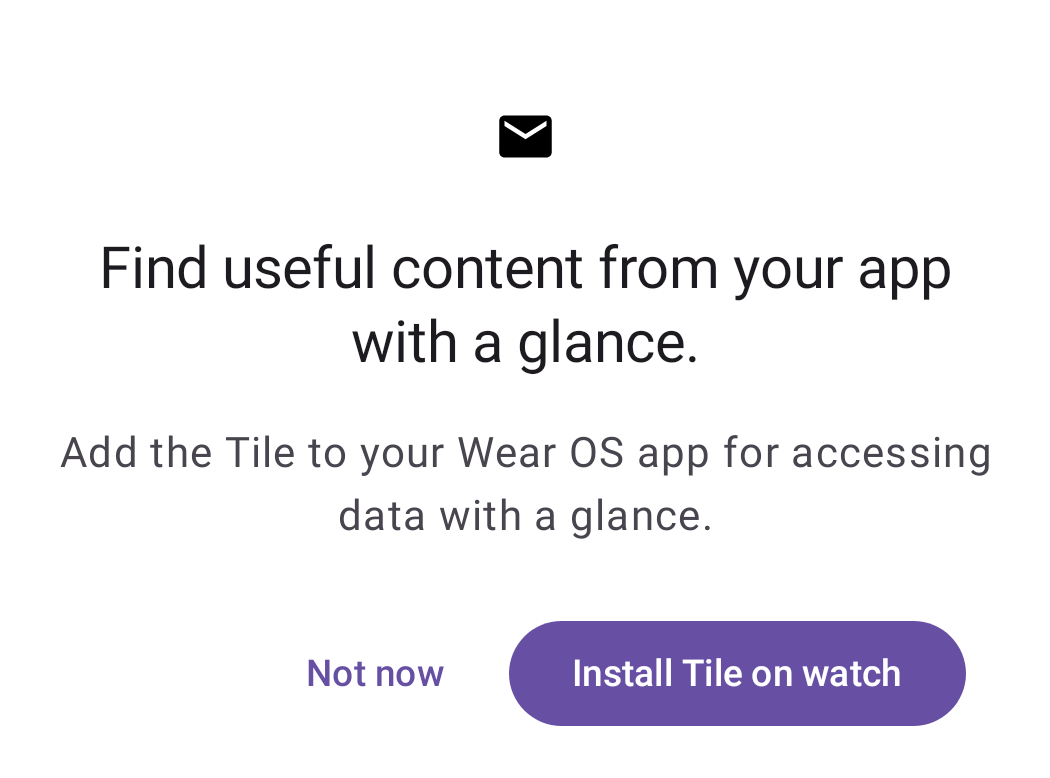 Find useful content from your app
with a glance.
Add the Tile to your Wear OS app for accessing
data with a glance.
Not now
Install Tile on watch